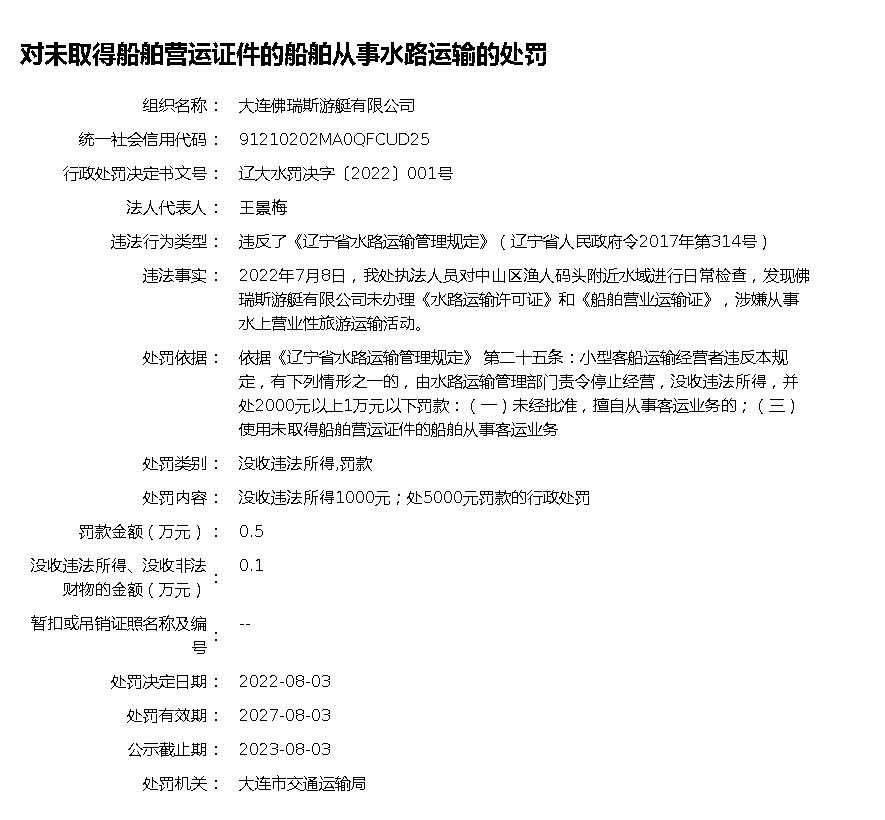 对未取得船舶营运证件的船舶从事水路运输的处罚
组织名称： 大连佛瑞斯游艇有限公司
统一社会信用代码： 91210202MA0QFCUD25
行政处罚决定书文号： 辽大水罚决字〔2022〕001号
法人代表人： 王景梅
违法行为类型： 违反了《辽宁省水路运输管理规定》（辽宁省人民政府令2017年第314号）
违法事实： 2022年7月8日，我处执法人员对中山区渔人码头附近水域进行日常检查，发现佛
瑞斯游艇有限公司未办理《水路运输许可证》和《船舶营业运输证》，涉嫌从事
水上营业性旅游运输活动。
处罚依据： 依据《辽宁省水路运输管理规定》 第二十五条：小型客船运输经营者违反本规
定，有下列情形之一的，由水路运输管理部门责令停止经营，没收违法所得，并
处2000元以上1万元以下罚款：（一）未经批准，擅自从事客运业务的；（三）
使用未取得船舶营运证件的船舶从事客运业务
处罚类别： 没收违法所得,罚款
处罚内容： 没收违法所得1000元；处5000元罚款的行政处罚
罚款金额（万元）： 0.5
没收违法所得、没收非法
财物的金额（万元）： 0.1
暂扣或吊销证照名称及编
号： --
处罚决定日期： 2022-08-03
处罚有效期： 2027-08-03
公示截止期： 2023-08-03
处罚机关： 大连市交通运输局